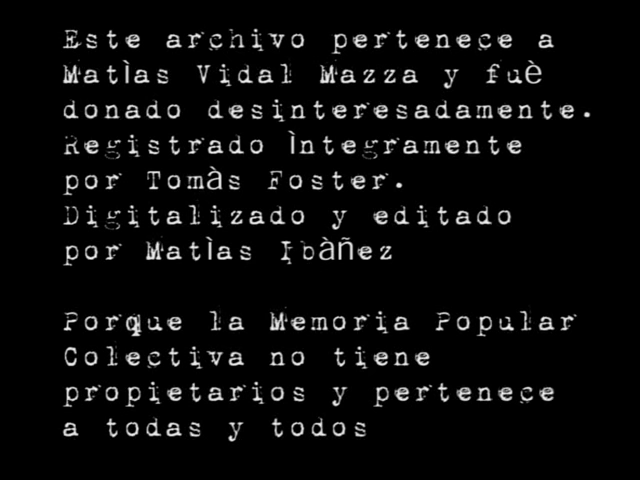 Este archivo pertenece a
Matìas Vidal Mazza y fuè
donado desinteresadamente.
Registrado Ìntegramente
por Tomàs Foster.
Digitalizado y editado
por Matìas Ibàñez
Porque la Memoria Popular
Colectiva no tiene
propietarios y pertenece
a todas y todos